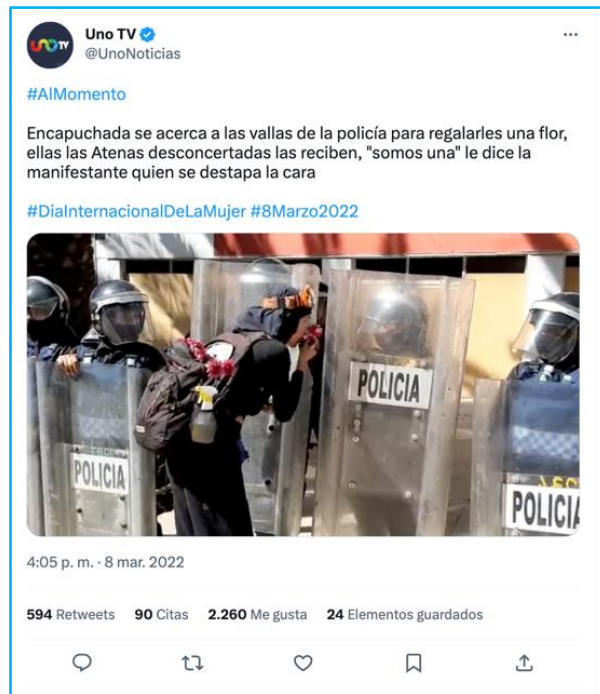 UNOTV
Uno TV
@UnoNoticias
#AlMomento
Encapuchada se acerca a las vallas de la policía para regalarles una flor,
ellas las Atenas desconcertadas las reciben, "somos una" le dice la
manifestante quien se destapa la cara
#DiaInternacionalDeLaMujer #8Marzo2022
POLICIA
POLICIA
POLICIA
4:05 p. m. · 8 mar. 2022
594 Retweets 90 Citas 2.260 Me gusta 24 Elementos guardados